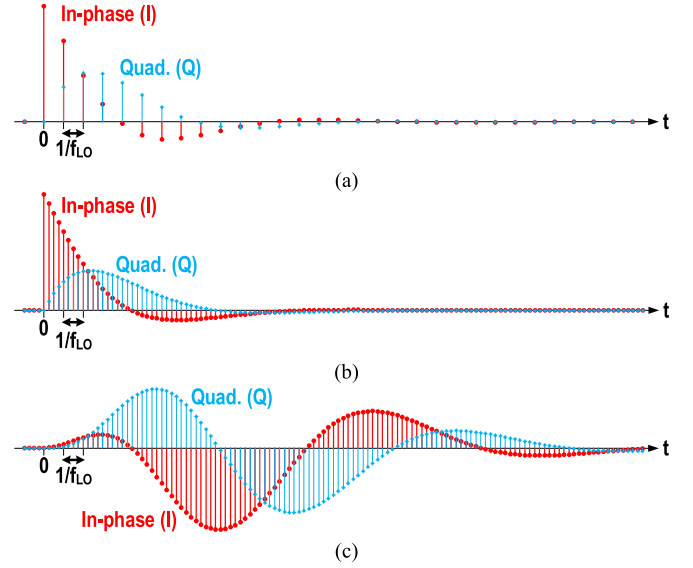 In-phase (I)
Quad. (Q)
t
0
1/fLO
(a)
In-phase (I)
Quad. (Q)
t
0
1/fLO
(b)
Quad. (Q)
t
0
1/fLO
In-phase (I)
(c)